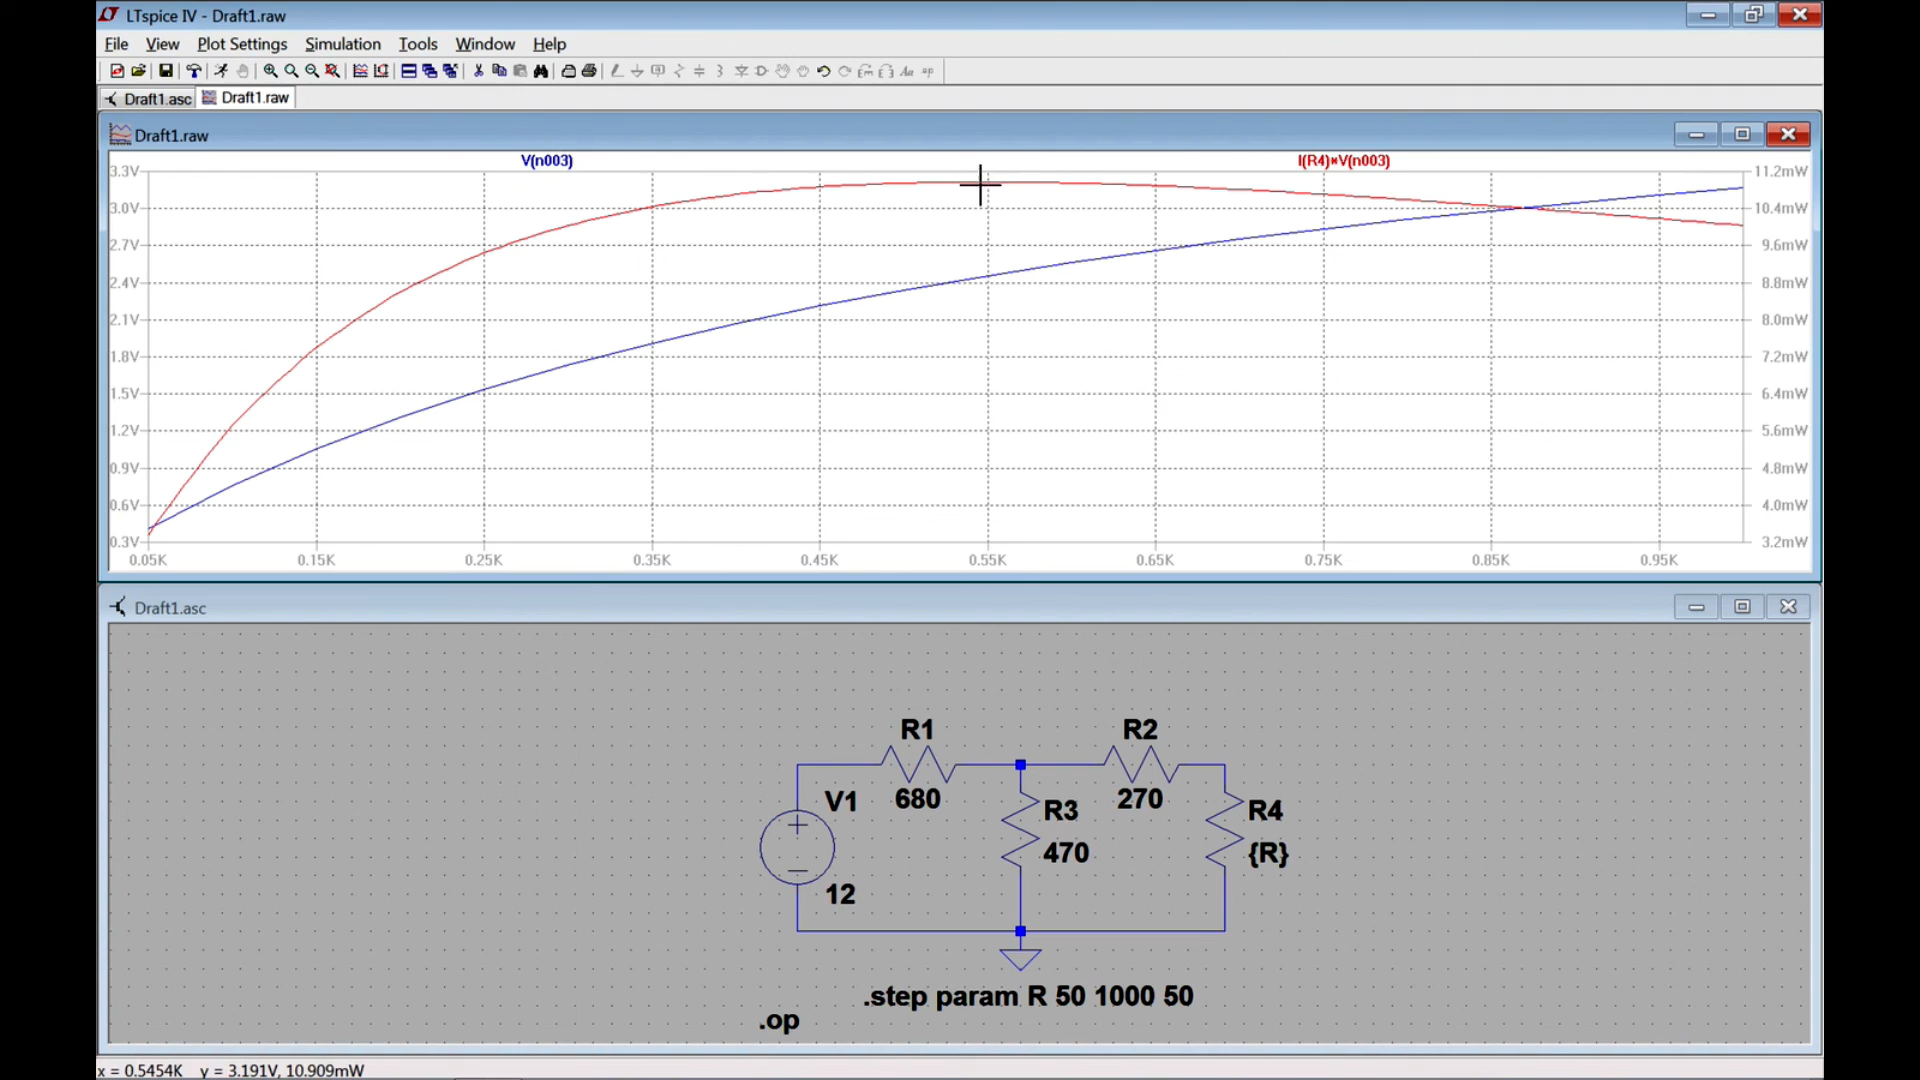 LTspice IV - Draft1.raw
File View Plot Settings Simulation Tools Window Help
Draft1.asc Draft1.raw
Draft1.raw
V(n003) I(R4)*V(n003)
3.3V 11.2mW
3.0V 10.4mW
2.7V 9.6mW
2.4V 8.8mW
2.1V 8.0mW
1.8V 7.2mW
1.5V 6.4mW
1.2V 5.6mW
0.9V 4.8mW
0.6V 4.0mW
0.3V 3.2mW
0.05K 0.15K 0.25K 0.35K 0.45K 0.55K 0.65K 0.75K 0.85K 0.95K
Draft1.asc
R1 R2
V1 680 R3 270 R4
470 {R}
12
.step param R 50 1000 50
.op
x = 0.5454K y = 3.191V, 10.909mW